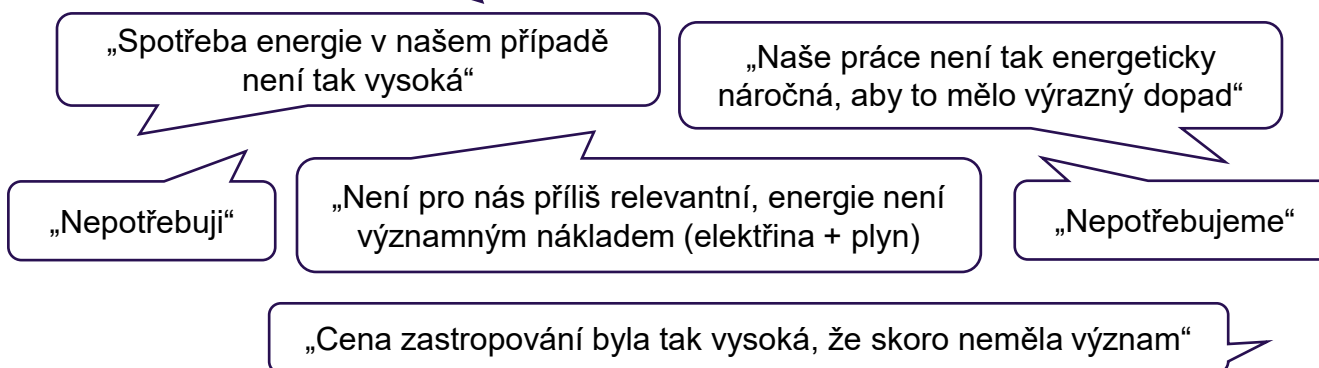 „Spotřeba energie v našem případě
není tak vysoká“
„Naše práce není tak energeticky
náročná, aby to mělo výrazný dopad“
„Nepotřebuji“
„Není pro nás příliš relevantní, energie není
významným nákladem (elektřina + plyn)
„Nepotřebujeme“
„Cena zastropování byla tak vysoká, že skoro neměla význam“